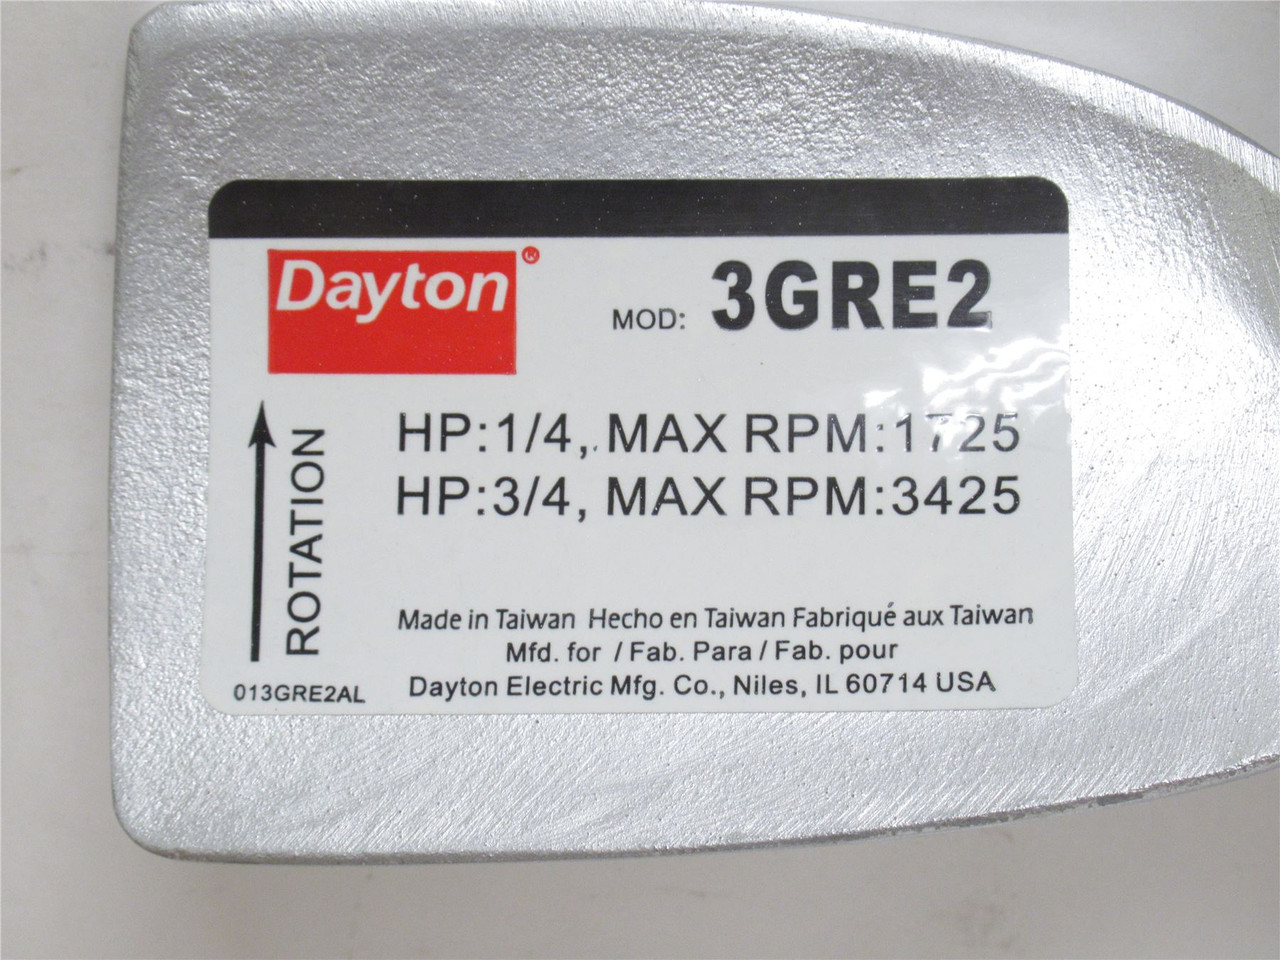 Dayton®
MOD: 3GRE2
HP:1/4, MAX RPM:1725
HP:3/4, MAX RPM:3425
ROTATION
Made in Taiwan Hecho en Taiwan Fabriqué aux Taiwan
Mfd. for / Fab. Para / Fab. pour
Dayton Electric Mfg. Co., Niles, IL 60714 USA
013GRE2AL